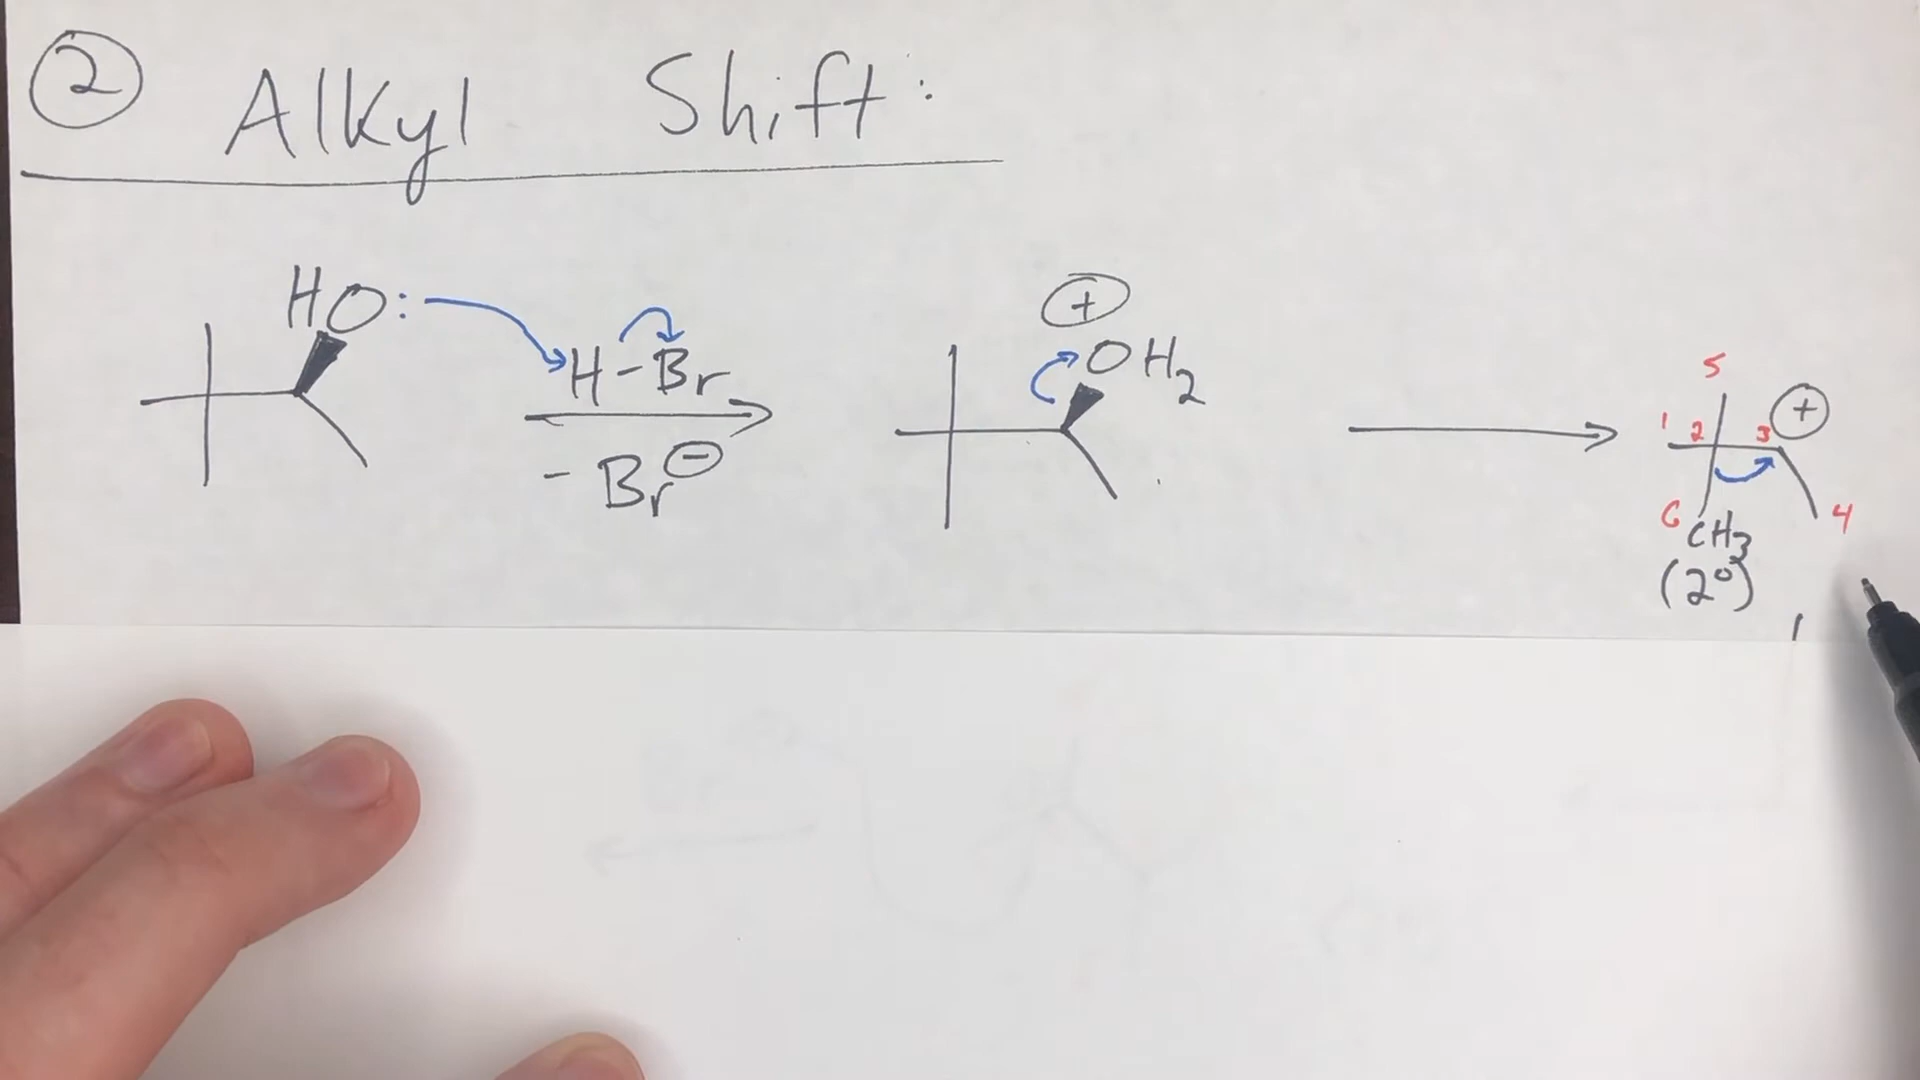 ② Alkyl Shift:
HO:
H-Br
- Br⊖
⊕
OH2
5
1 2 3 ⊕
6 4
CH3
(2°)